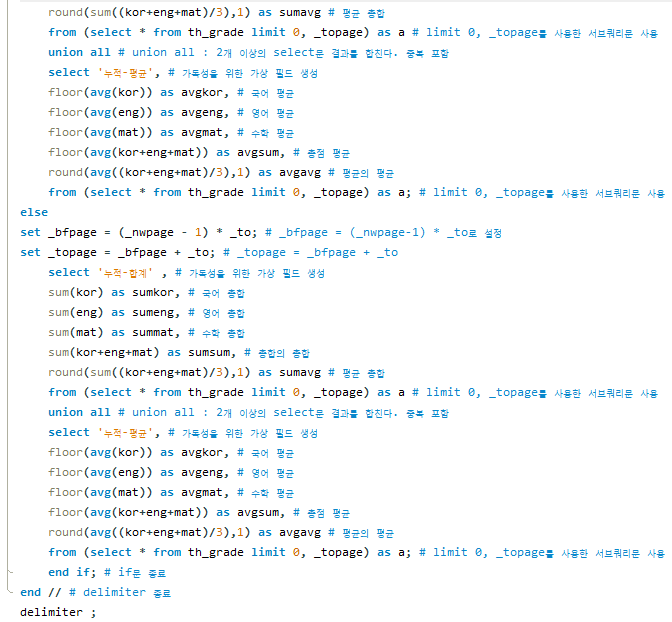 round(sum((kor+eng+mat)/3),1) as sumavg # 평균 총합
from (select * from th_grade limit 0, _topage) as a # limit 0, _topage를 사용한 서브쿼리문 사용
union all # union all : 2개 이상의 select문 결과를 합친다. 중복 포함
select '누적-평균', # 가독성을 위한 가상 필드 생성
floor(avg(kor)) as avgkor, # 국어 평균
floor(avg(eng)) as avgeng, # 영어 평균
floor(avg(mat)) as avgmat, # 수학 평균
floor(avg(kor+eng+mat)) as avgsum, # 총점 평균
round(avg((kor+eng+mat)/3),1) as avgavg # 평균의 평균
from (select * from th_grade limit 0, _topage) as a; # limit 0, _topage를 사용한 서브쿼리문 사용
else
set _bfpage = (_nwpage - 1) * _to; # _bfpage = (_nwpage-1) * _to로 설정
set _topage = _bfpage + _to; # _topage = _bfpage + _to
select '누적-합계' , # 가독성을 위한 가상 필드 생성
sum(kor) as sumkor, # 국어 총합
sum(eng) as sumeng, # 영어 총합
sum(mat) as summat, # 수학 총합
sum(kor+eng+mat) as sumsum, # 총합의 총합
round(sum((kor+eng+mat)/3),1) as sumavg # 평균 총합
from (select * from th_grade limit 0, _topage) as a # limit 0, _topage를 사용한 서브쿼리문 사용
union all # union all : 2개 이상의 select문 결과를 합친다. 중복 포함
select '누적-평균', # 가독성을 위한 가상 필드 생성
floor(avg(kor)) as avgkor, # 국어 평균
floor(avg(eng)) as avgeng, # 영어 평균
floor(avg(mat)) as avgmat, # 수학 평균
floor(avg(kor+eng+mat)) as avgsum, # 총점 평균
round(avg((kor+eng+mat)/3),1) as avgavg # 평균의 평균
from (select * from th_grade limit 0, _topage) as a; # limit 0, _topage를 사용한 서브쿼리문 사용
end if; # if문 종료
end // # delimiter 종료
delimiter ;